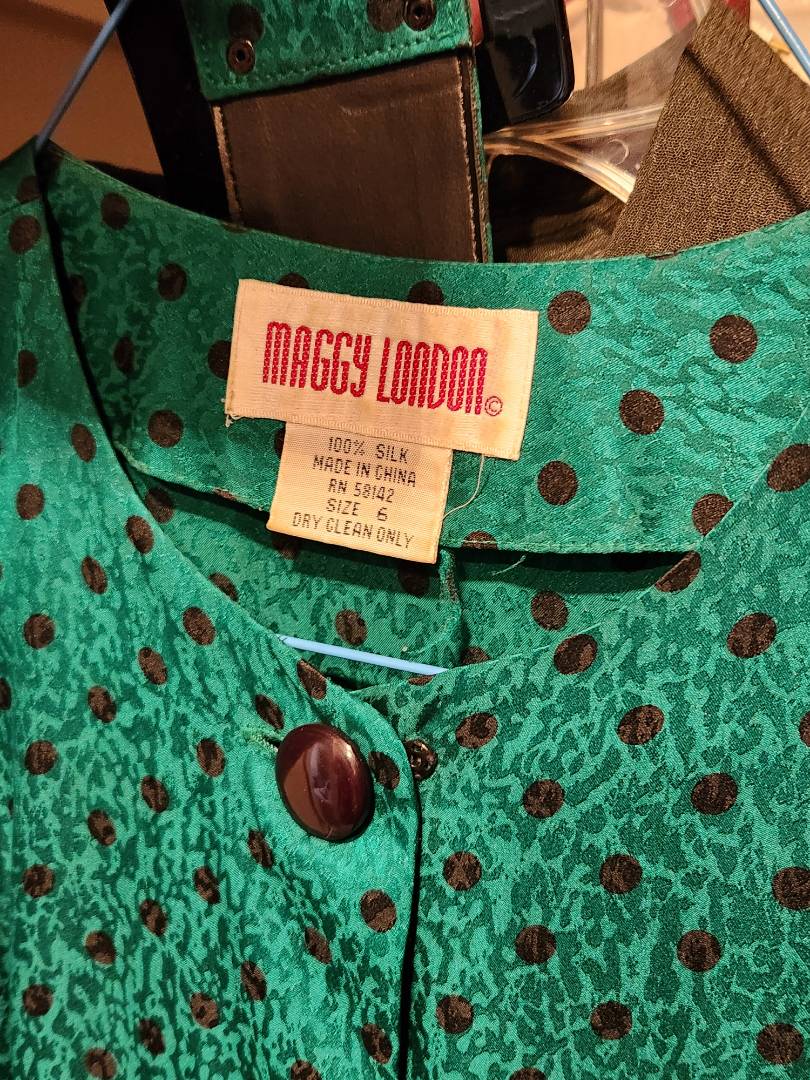 MAGGY LONDON©
100% SILK
MADE IN CHINA
RN 58142
SIZE 6
DRY CLEAN ONLY